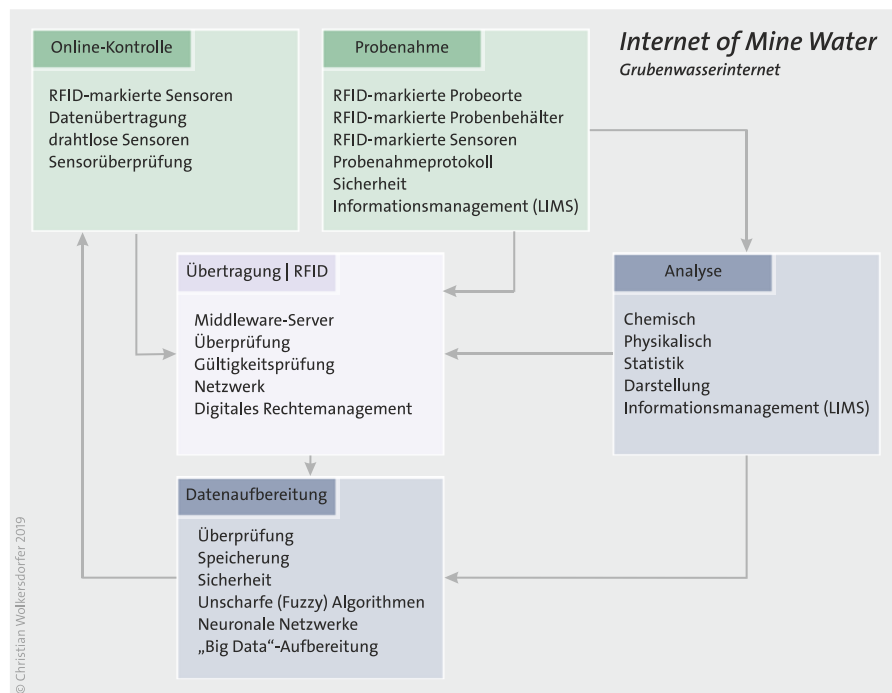 Internet of Mine Water
Grubenwasserinternet
Online-Kontrolle
RFID-markierte Sensoren
Datenübertragung
drahtlose Sensoren
Sensorüberprüfung
Probenahme
RFID-markierte Probeorte
RFID-markierte Probenbehälter
RFID-markierte Sensoren
Probenahmeprotokoll
Sicherheit
Informationsmanagement (LIMS)
Übertragung | RFID
Middleware-Server
Überprüfung
Gültigkeitsprüfung
Netzwerk
Digitales Rechtemanagement
Analyse
Chemisch
Physikalisch
Statistik
Darstellung
Informationsmanagement (LIMS)
Datenaufbereitung
Überprüfung
Speicherung
Sicherheit
Unscharfe (Fuzzy) Algorithmen
Neuronale Netzwerke
„Big Data“-Aufbereitung
© Christian Wolkersdorfer 2019